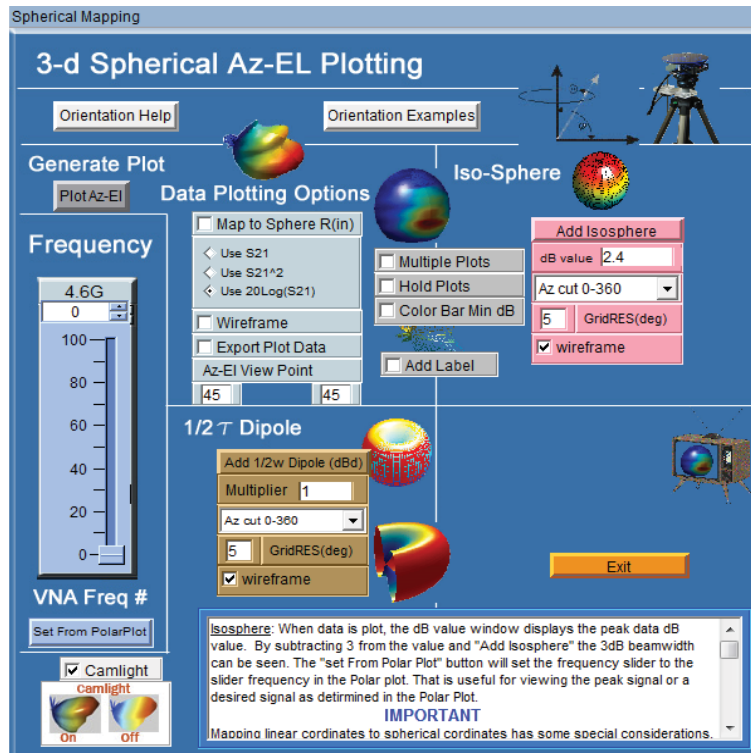 Spherical Mapping
3-d Spherical Az-EL Plotting
Orientation Help
Orientation Examples
Generate Plot
Plot Az-El
Data Plotting Options
Map to Sphere R(in)
Use S21
Use S21^2
Use 20Log(S21)
Wireframe
Export Plot Data
Az-El View Point
45
45
Multiple Plots
Hold Plots
Color Bar Min dB
Add Label
Iso-Sphere
Add Isosphere
dB value 2.4
Az cut 0-360
5 GridRES(deg)
wireframe
Frequency
4.6G
0
100
80
60
40
20
0
VNA Freq #
Set From PolarPlot
Camlight
Camlight
On
Off
1/2 τ Dipole
Add 1/2w Dipole (dBd)
Multiplier 1
Az cut 0-360
5 GridRES(deg)
wireframe
Exit
Isosphere: When data is plot, the dB value window displays the peak data dB
value. By subtracting 3 from the value and "Add Isosphere" the 3dB beamwidth
can be seen. The "set From Polar Plot" button will set the frequency slider to the
slider frequency in the Polar plot. That is useful for viewing the peak signal or a
desired signal as detirmined in the Polar Plot.
IMPORTANT
Mapping linear cordinates to spherical cordinates has some special considerations.